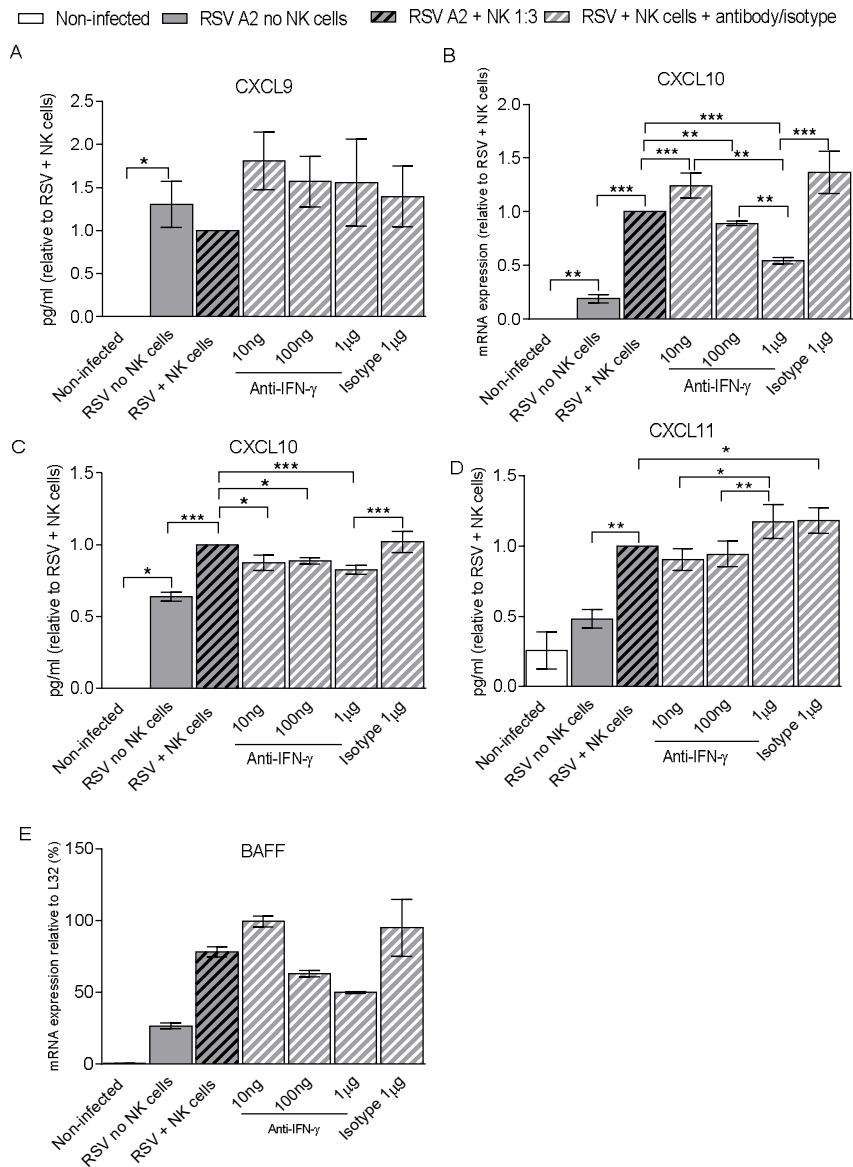 Non-infected RSV A2 no NK cells RSV A2 + NK 1:3 RSV + NK cells + antibody/isotype
A
CXCL9
pg/ml (relative to RSV + NK cells)
2.5
2.0
1.5
1.0
0.5
0.0
*
Non-infected
RSV no NK cells
RSV + NK cells
10ng
100ng
1μg
Isotype 1μg
Anti-IFN-γ
B
CXCL10
mRNA expression (relative to RSV + NK cells)
2.0
1.5
1.0
0.5
0.0
***
**
***
***
**
***
**
**
Non-infected
RSV no NK cells
RSV + NK cells
10ng
100ng
1μg
Isotype 1μg
Anti-IFN-γ
C
CXCL10
pg/ml (relative to RSV + NK cells)
1.5
1.0
0.5
0.0
***
*
*
***
***
*
Non-infected
RSV no NK cells
RSV + NK cells
10ng
100ng
1μg
Isotype 1μg
Anti-IFN-γ
D
CXCL11
pg/ml (relative to RSV + NK cells)
1.5
1.0
0.5
0.0
*
*
**
**
Non-infected
RSV no NK cells
RSV + NK cells
10ng
100ng
1μg
Isotype 1μg
Anti-IFN-γ
E
BAFF
mRNA expression relative to L32 (%)
150
100
50
0
Non-infected
RSV no NK cells
RSV + NK cells
10ng
100ng
1μg
Isotype 1μg
Anti-IFN-γ